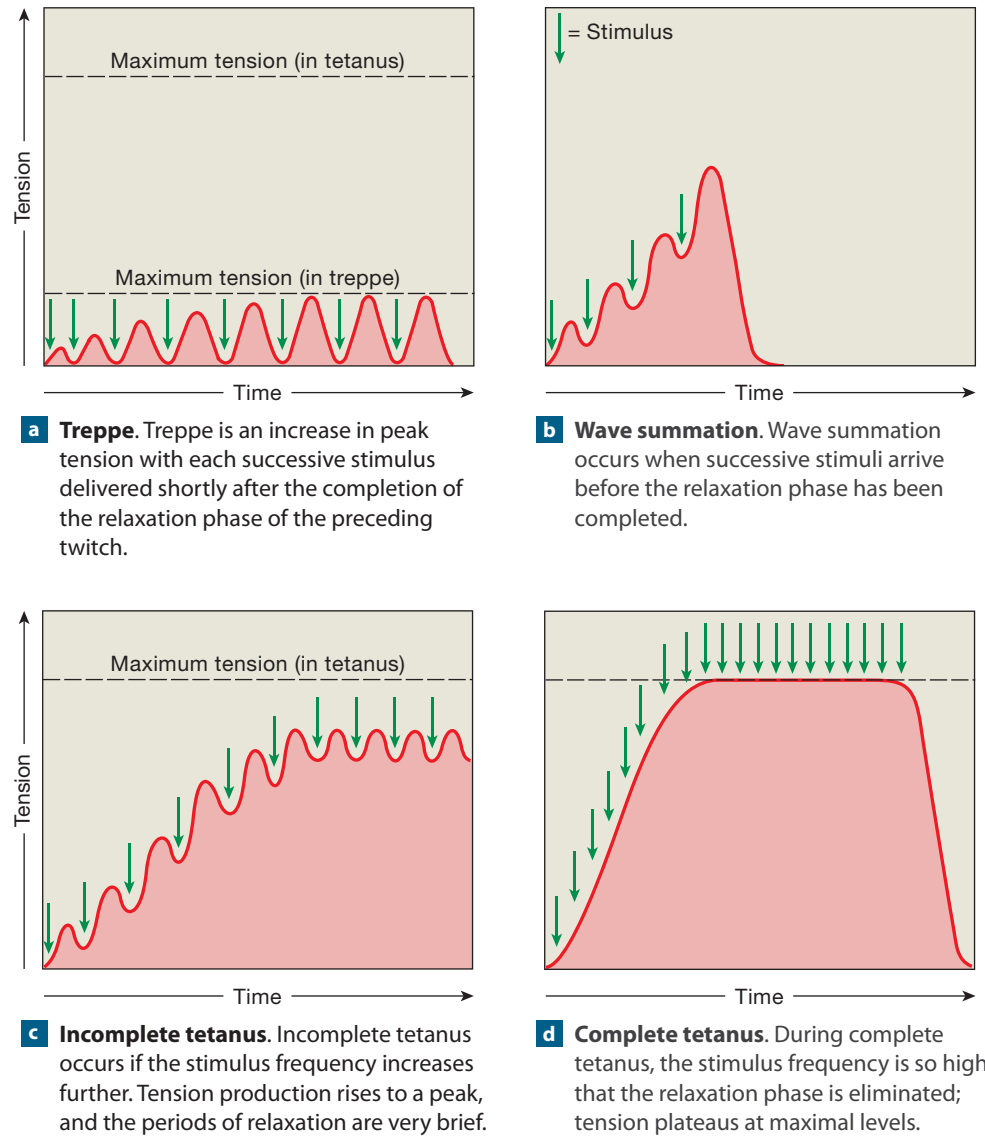 Maximum tension (in tetanus)
Maximum tension (in treppe)
Tension
Time
a Treppe. Treppe is an increase in peak
tension with each successive stimulus
delivered shortly after the completion of
the relaxation phase of the preceding
twitch.
= Stimulus
Time
b Wave summation. Wave summation
occurs when successive stimuli arrive
before the relaxation phase has been
completed.
Maximum tension (in tetanus)
Tension
Time
c Incomplete tetanus. Incomplete tetanus
occurs if the stimulus frequency increases
further. Tension production rises to a peak,
and the periods of relaxation are very brief.
Time
d Complete tetanus. During complete
tetanus, the stimulus frequency is so high
that the relaxation phase is eliminated;
tension plateaus at maximal levels.